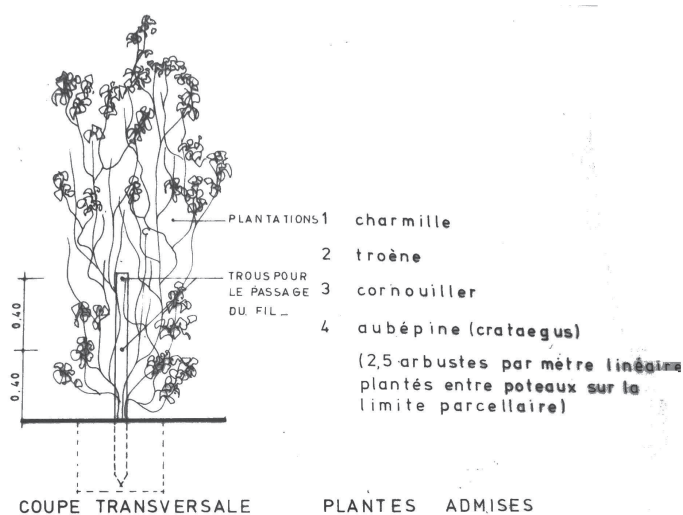 PLANTATIONS 1 charmille
2 troène
TROUS POUR
LE PASSAGE
DU FIL_
3 cornouiller
4 aubépine (crataegus)
(2,5 arbustes par mètre linéaire
plantés entre poteaux sur la
limite parcellaire)
0,40
0,40
COUPE TRANSVERSALE
PLANTES ADMISES